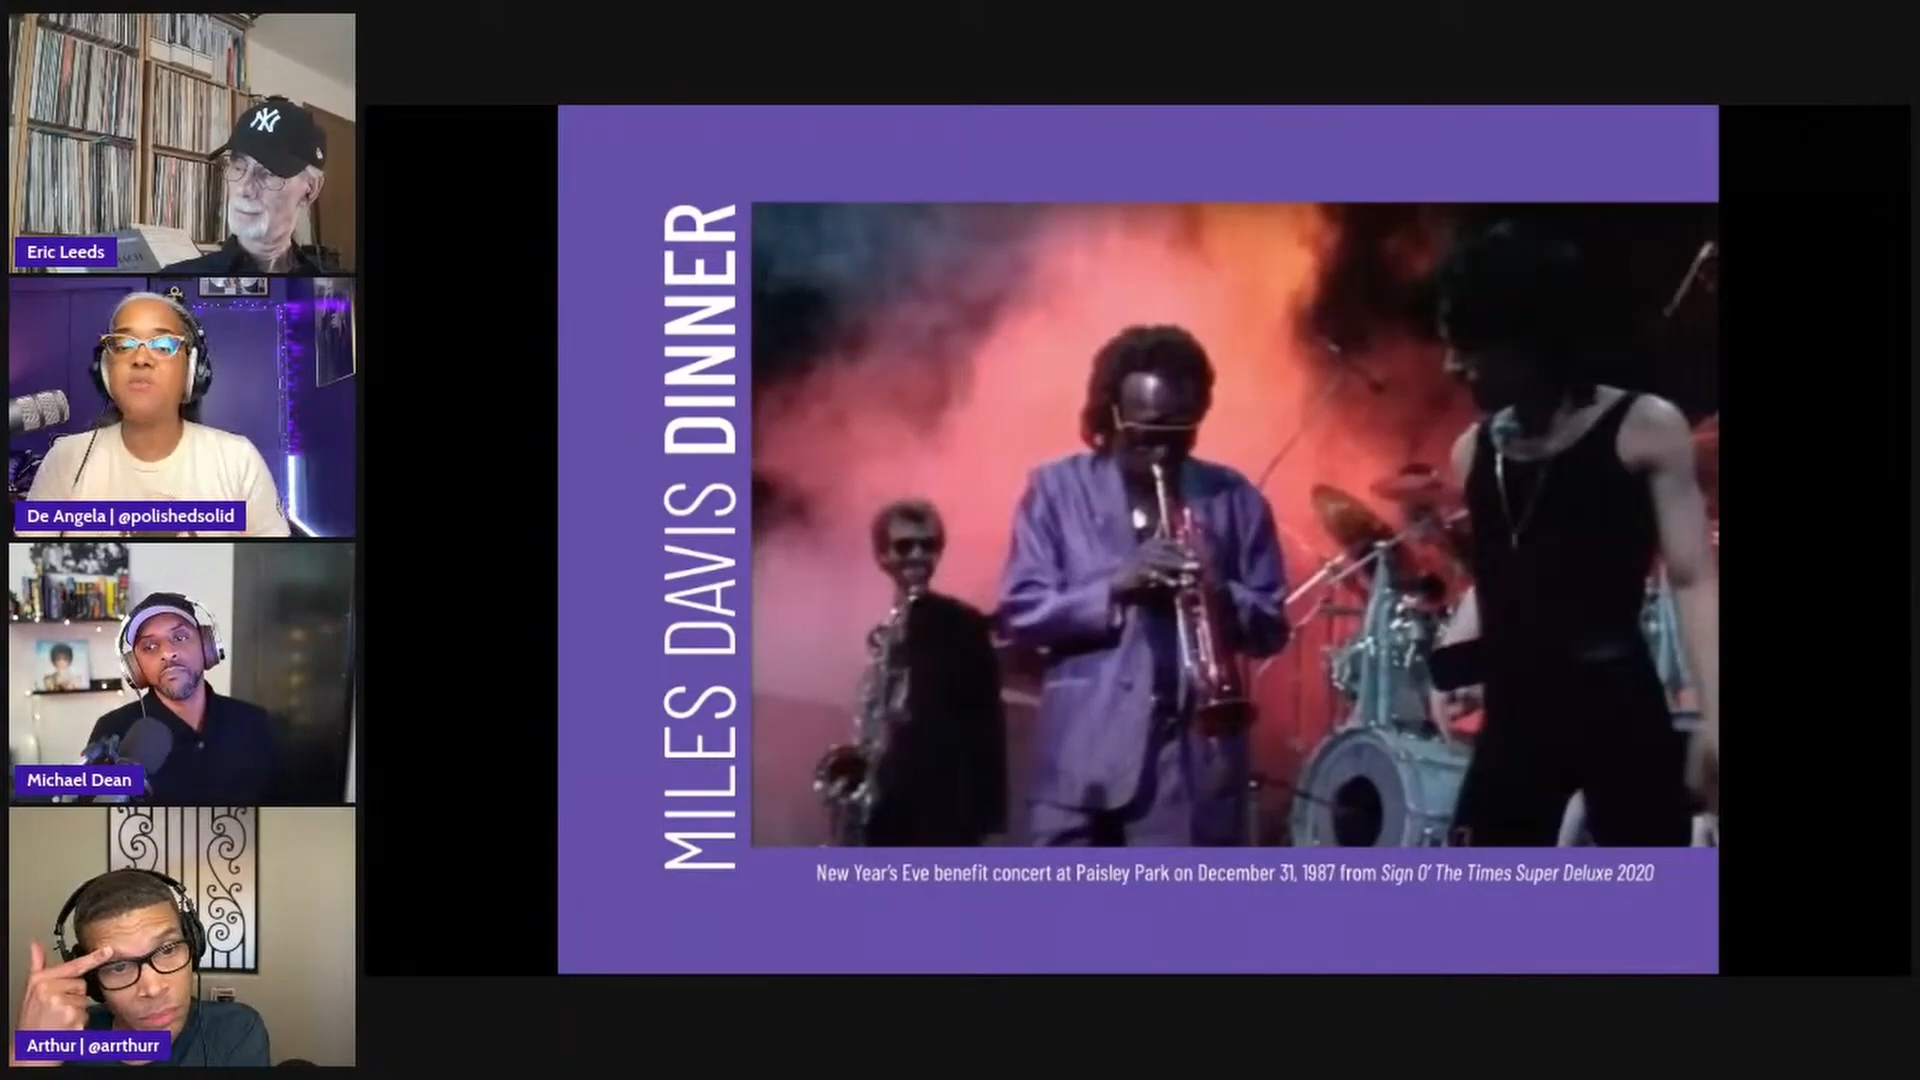 NY
Eric Leeds
De Angela | @polishedsolid
Michael Dean
Arthur | @arrthurr
MILES DAVIS DINNER
New Year's Eve benefit concert at Paisley Park on December 31, 1987 from Sign O' The Times Super Deluxe 2020